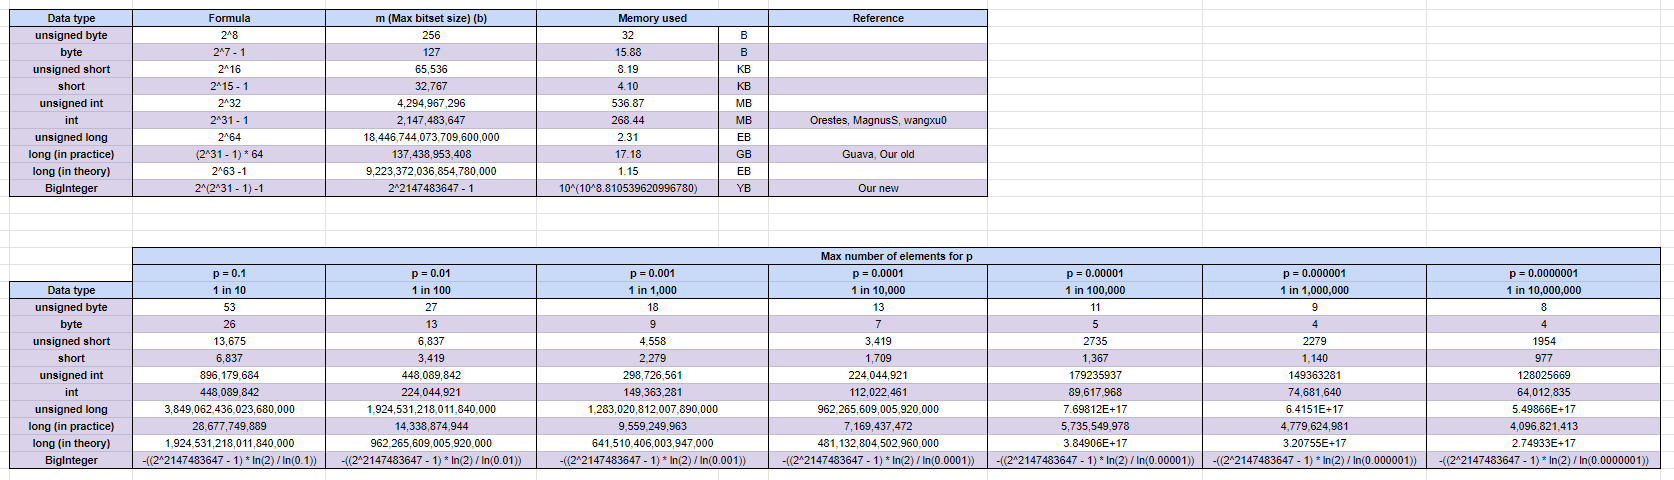 Data type Formula m (Max bitset size) (b) Memory used Reference
unsigned byte 2^8 256 32 B
byte 2^7 - 1 127 15.88 B
unsigned short 2^16 65,536 8.19 KB
short 2^15 - 1 32,767 4.10 KB
unsigned int 2^32 4,294,967,296 536.87 MB
int 2^31 - 1 2,147,483,647 268.44 MB Orestes, MagnusS, wangxu0
unsigned long 2^64 18,446,744,073,709,600,000 2.31 EB
long (in practice) (2^31 - 1) * 64 137,438,953,408 17.18 GB Guava, Our old
long (in theory) 2^63 -1 9,223,372,036,854,780,000 1.15 EB
BigInteger 2^(2^31 - 1) -1 2^2147483647 - 1 10^(10^8.810539620996780) YB Our new
Max number of elements for p
p = 0.1 p = 0.01 p = 0.001 p = 0.0001 p = 0.00001 p = 0.000001 p = 0.0000001
Data type 1 in 10 1 in 100 1 in 1,000 1 in 10,000 1 in 100,000 1 in 1,000,000 1 in 10,000,000
unsigned byte 53 27 18 13 11 9 8
byte 26 13 9 7 5 4 4
unsigned short 13,675 6,837 4,558 3,419 2735 2279 1954
short 6,837 3,419 2,279 1,709 1,367 1,140 977
unsigned int 896,179,684 448,089,842 298,726,561 224,044,921 179235937 149363281 128025669
int 448,089,842 224,044,921 149,363,281 112,022,461 89,617,968 74,681,640 64,012,835
unsigned long 3,849,062,436,023,680,000 1,924,531,218,011,840,000 1,283,020,812,007,890,000 962,265,609,005,920,000 7.69812E+17 6.4151E+17 5.49866E+17
long (in practice) 28,677,749,889 14,338,874,944 9,559,249,963 7,169,437,472 5,735,549,978 4,779,624,981 4,096,821,413
long (in theory) 1,924,531,218,011,840,000 962,265,609,005,920,000 641,510,406,003,947,000 481,132,804,502,960,000 3.84906E+17 3.20755E+17 2.74933E+17
BigInteger -((2^2147483647 - 1) * ln(2) / ln(0.1)) -((2^2147483647 - 1) * ln(2) / ln(0.01)) -((2^2147483647 - 1) * ln(2) / ln(0.001)) -((2^2147483647 - 1) * ln(2) / ln(0.0001)) -((2^2147483647 - 1) * ln(2) / ln(0.00001)) -((2^2147483647 - 1) * ln(2) / ln(0.000001)) -((2^2147483647 - 1) * ln(2) / ln(0.0000001))